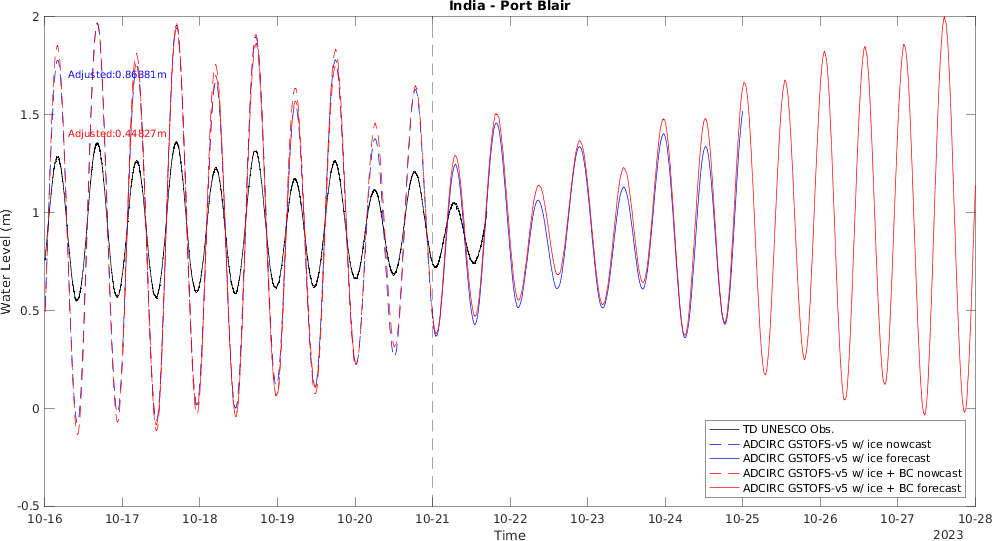 India - Port Blair
2
1.5
1
0.5
0
-0.5
Water Level (m)
Adjusted:0.86381m
Adjusted:0.44827m
TD UNESCO Obs.
ADCIRC GSTOFS-v5 w/ ice nowcast
ADCIRC GSTOFS-v5 w/ ice forecast
ADCIRC GSTOFS-v5 w/ ice + BC nowcast
ADCIRC GSTOFS-v5 w/ ice + BC forecast
10-16 10-17 10-18 10-19 10-20 10-21 10-22 10-23 10-24 10-25 10-26 10-27 10-28
Time
2023